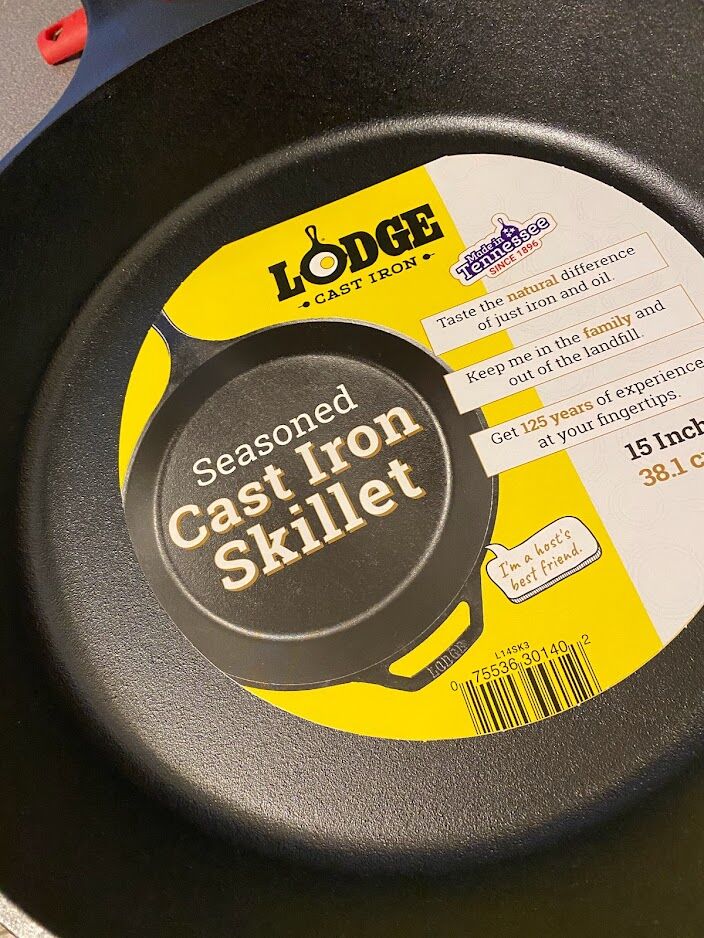 LODGE
CAST IRON
Made in
Tennessee
SINCE 1896
Taste the natural difference
of just iron and oil.
Keep me in the family and
out of the landfill.
Get 125 years of experience
at your fingertips.
15 Inch
38.1 c
Seasoned
Cast Iron
Skillet
I'm a host's
best friend.
LODGE
L14SK3
0 75536 30140 2